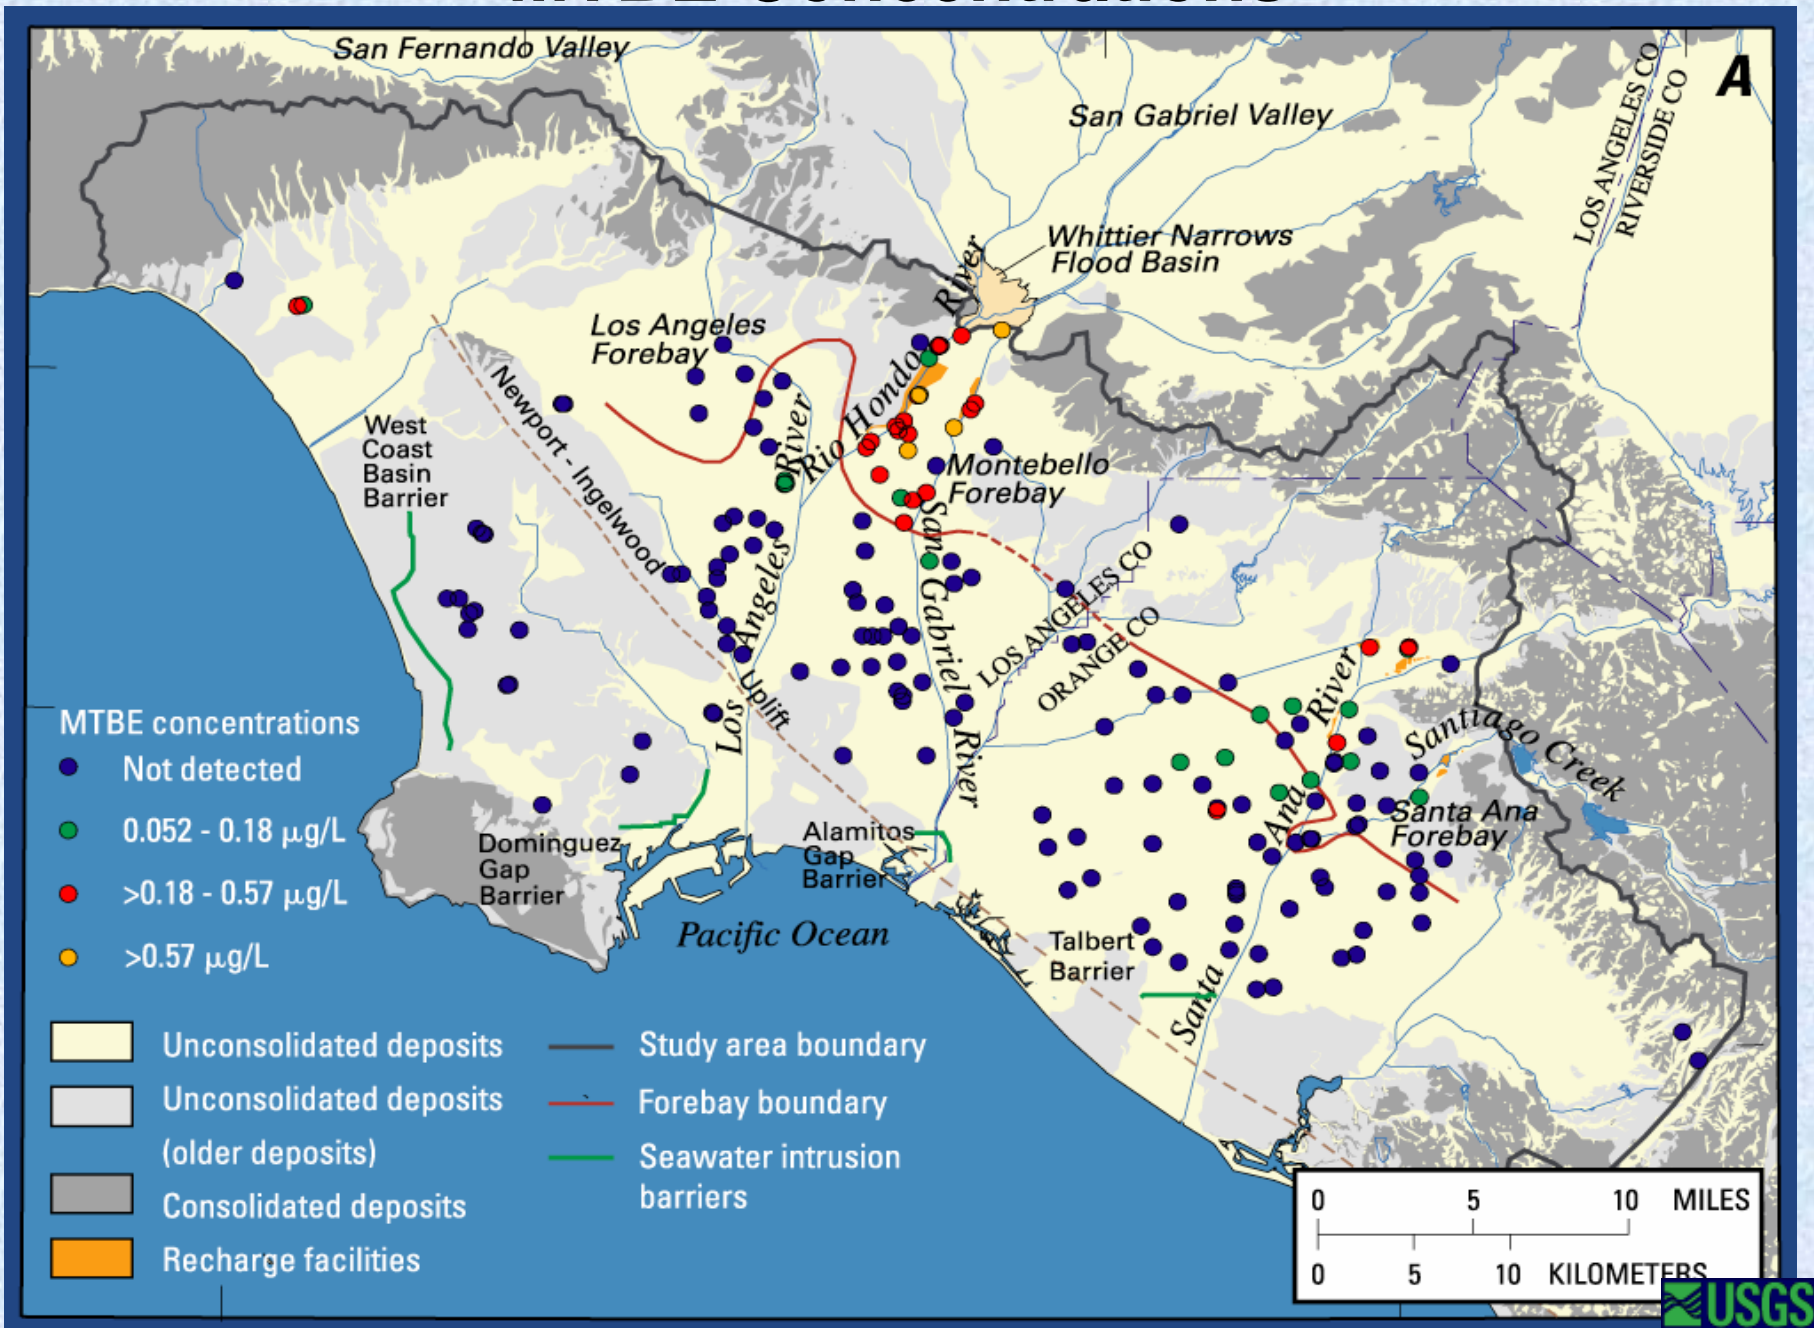 MTBE Concentrations
San Fernando Valley
A
San Gabriel Valley
LOS ANGELES CO
RIVERSIDE CO
Whittier Narrows
Flood Basin
Los Angeles
Forebay
Rio Hondo River
Newport - Ingelwood Uplift
West
Coast
Basin
Barrier
Montebello
Forebay
Los Angeles River
San Gabriel River
LOS ANGELES CO
ORANGE CO
Santa Ana River
Santiago Creek
Santa Ana
Forebay
Dominguez
Gap
Barrier
Alamitos
Gap
Barrier
Pacific Ocean
Talbert
Barrier
MTBE concentrations
Not detected
0.052 - 0.18 µg/L
>0.18 - 0.57 µg/L
>0.57 µg/L
Unconsolidated deposits
Unconsolidated deposits
(older deposits)
Consolidated deposits
Recharge facilities
Study area boundary
Forebay boundary
Seawater intrusion
barriers
0 5 10 MILES
0 5 10 KILOMETERS
USGS